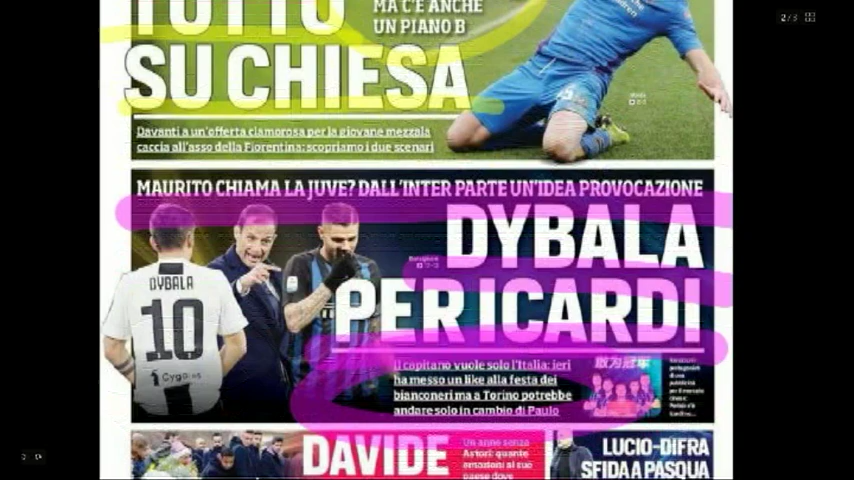 TUTTO
MA C'È ANCHE
UN PIANO B
SU CHIESA
Davanti a un'offerta clamorosa per la giovane mezzala
caccia all'asso della Fiorentina: scopriamo i due scenari
MAURITO CHIAMA LA JUVE? DALL'INTER PARTE UN'IDEA PROVOCAZIONE
DYBALA
PER ICARDI
DYBALA
10
Cygames
Il capitano vuole solo l'Italia: ieri
ha messo un like alla festa dei
bianconeri ma a Torino potrebbe
andare solo in cambio di Paulo
DAVIDE
Un anno senza
Astori: quante
emozioni al suo
paese dove
LUCIO-DIFRA
SFIDA A PASQUA